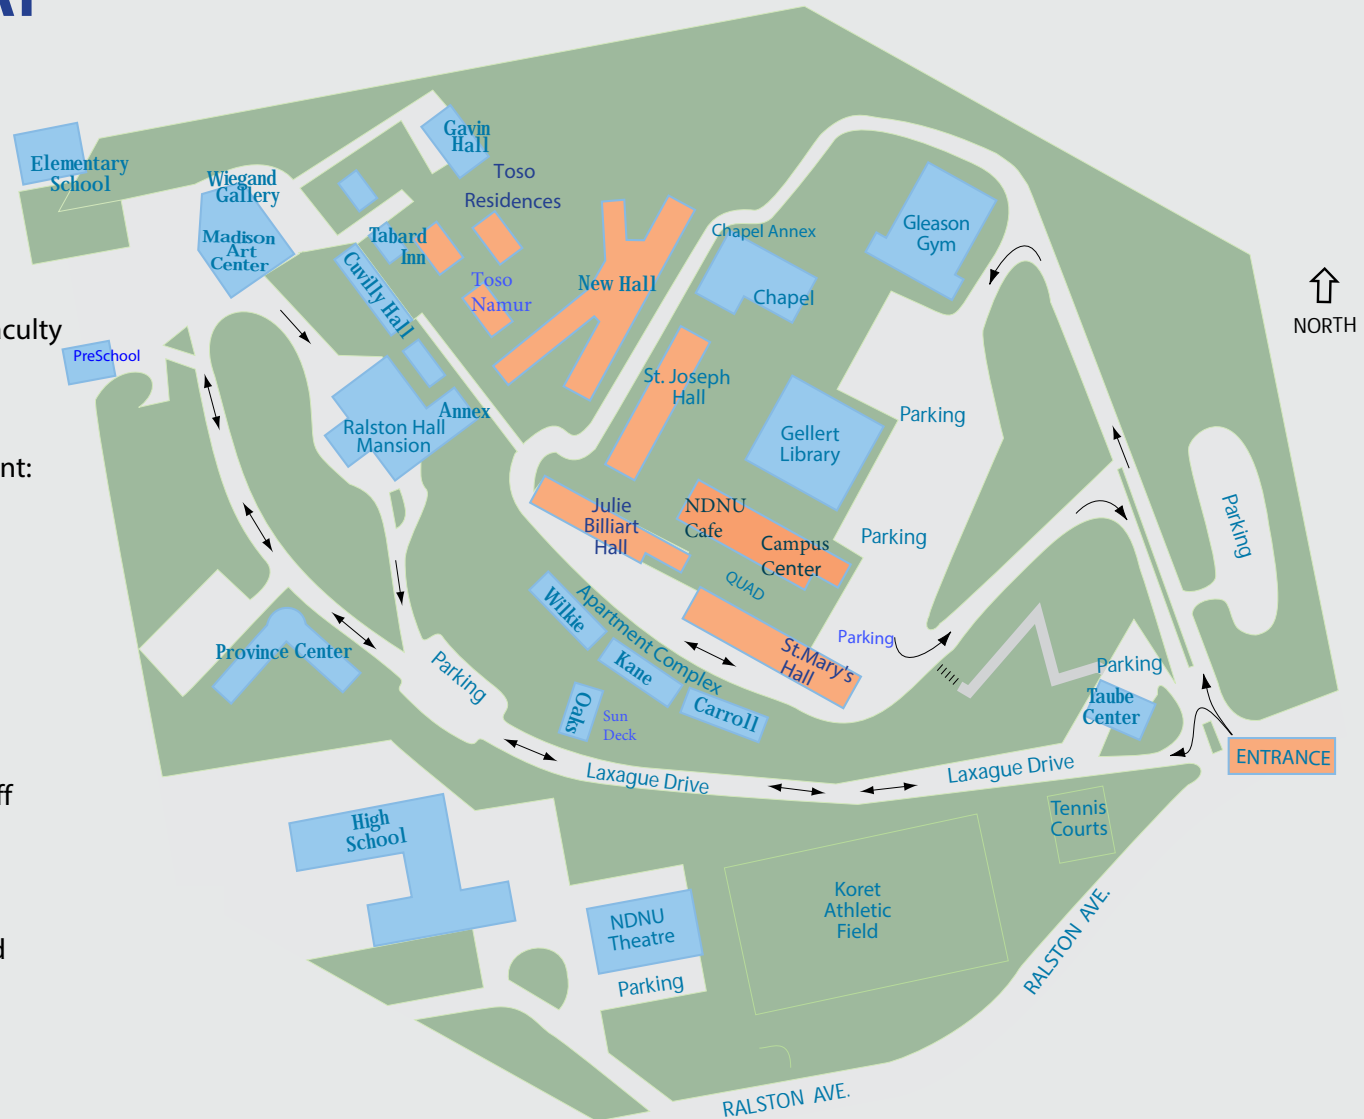 Gavin
Hall
Elementary
School
Wiegand
Gallery
Madison
Art
Center
Toso
Residences
Tabard
Inn
Cuvilly Hall
Toso
Namur
New Hall
Chapel Annex
Chapel
Gleason
Gym
NORTH
culty
PreSchool
St. Joseph
Hall
Annex
Ralston Hall
Mansion
Parking
Gellert
Library
nt:
Julie
Billiart
Hall
NDNU
Cafe
Campus
Center
Parking
Parking
QUAD
Wilkie
Apartment Complex
Kane
Carroll
Oaks
Sun
Deck
St.Mary's
Hall
Parking
Province Center
Parking
Parking
Taube
Center
ENTRANCE
Laxague Drive
Laxague Drive
ff
High
School
Tennis
Courts
Koret
Athletic
Field
NDNU
Theatre
Parking
d
RALSTON AVE.
RALSTON AVE.